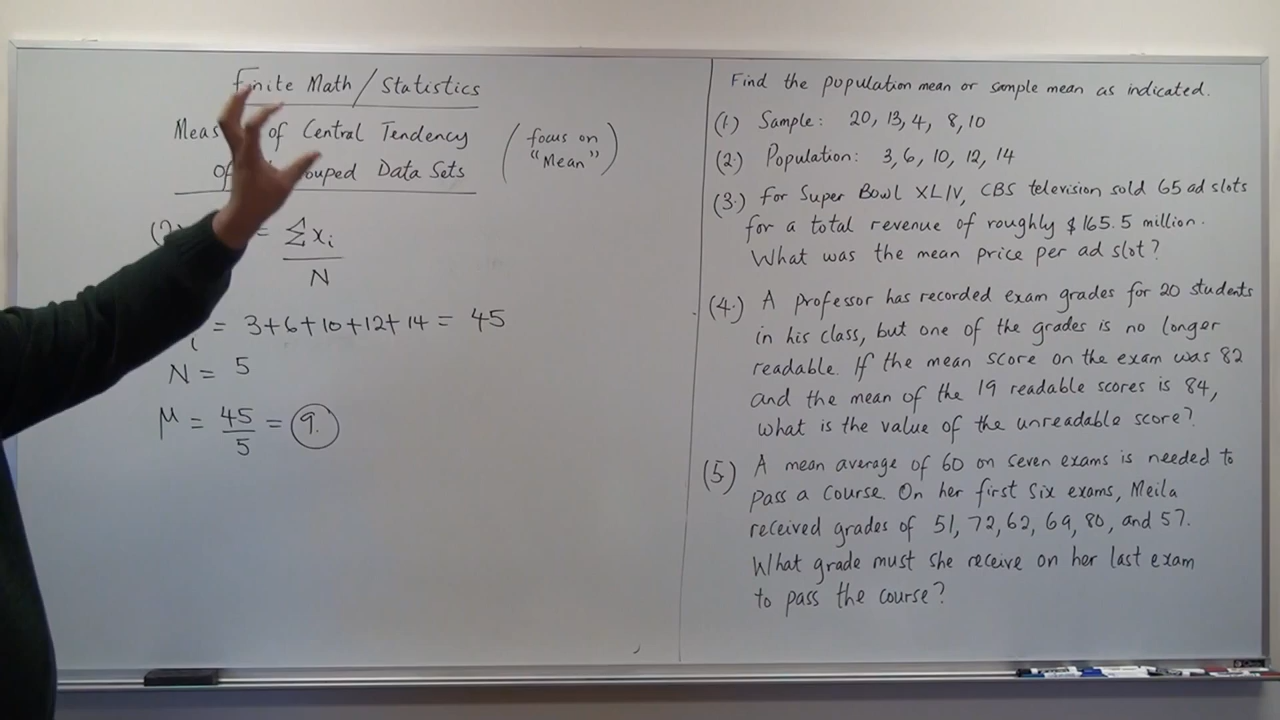 Finite Math / Statistics
of Central Tendency
Data Sets
(focus on
"Mean")
= Σxi
N
= 3+6+10+12+14 = 45
N = 5
μ = 45 = 9.
5
Find the population mean or sample mean as indicated.
(1.) Sample: 20, 13, 4, 8, 10
(2.) Population: 3, 6, 10, 12, 14
(3.) For Super Bowl XLIV, CBS television sold 65 ad slots
for a total revenue of roughly $165.5 million.
What was the mean price per ad slot?
(4.) A professor has recorded exam grades for 20 students
in his class, but one of the grades is no longer
readable. If the mean score on the exam was 82
and the mean of the 19 readable scores is 84,
what is the value of the unreadable score?
(5) A mean average of 60 on seven exams is needed to
pass a course. On her first six exams, Meila
received grades of 51, 72, 62, 69, 80, and 57.
What grade must she receive on her last exam
to pass the course?